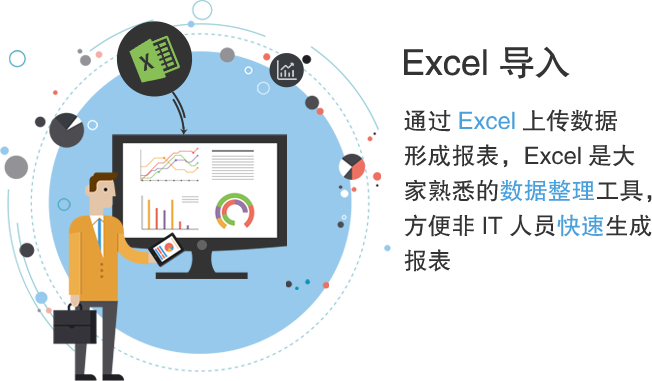 X
Excel 导入
通过 Excel 上传数据
形成报表，Excel 是大
家熟悉的数据整理工具，
方便非 IT 人员快速生成
报表